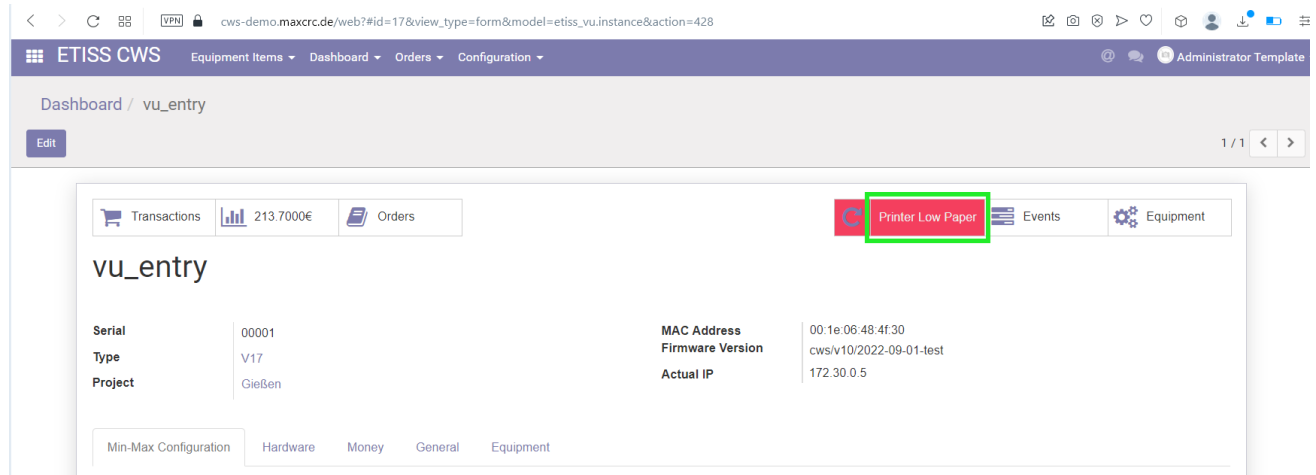 VPN cws-demo.maxcrc.de/web?#id=17&view_type=form&model=etiss_vu.instance&action=428
ETISS CWS Equipment Items Dashboard Orders Configuration @ Administrator Template
Dashboard / vu_entry
Edit 1 / 1
Transactions 213.7000€ Orders Printer Low Paper Events Equipment
vu_entry
Serial 00001 MAC Address 00:1e:06:48:4f:30
Type V17 Firmware Version cws/v10/2022-09-01-test
Project Gießen Actual IP 172.30.0.5
Min-Max Configuration Hardware Money General Equipment